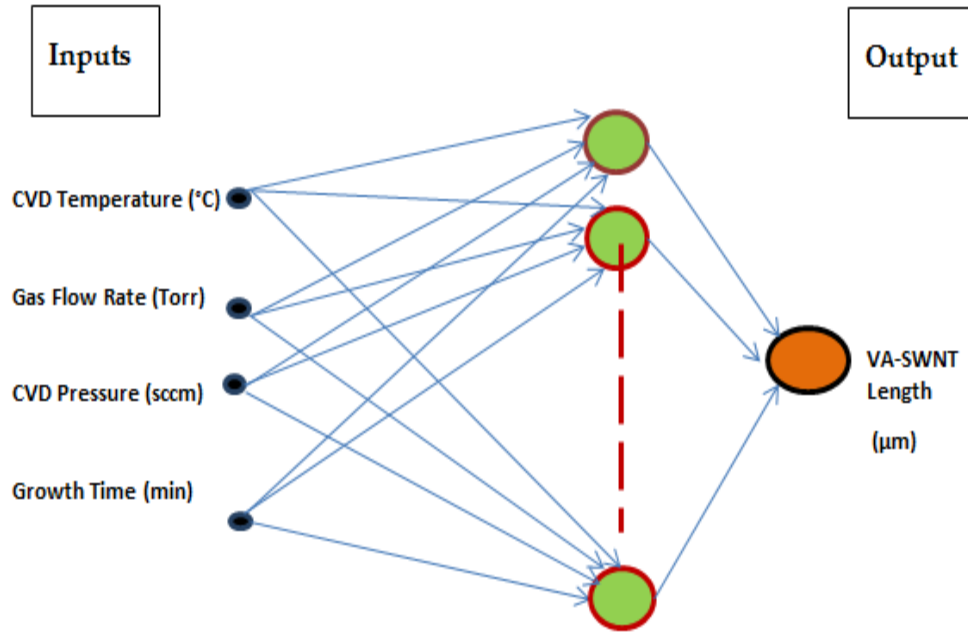 Inputs
Output
CVD Temperature (°C)
Gas Flow Rate (Torr)
CVD Pressure (sccm)
Growth Time (min)
VA-SWNT
Length
(µm)